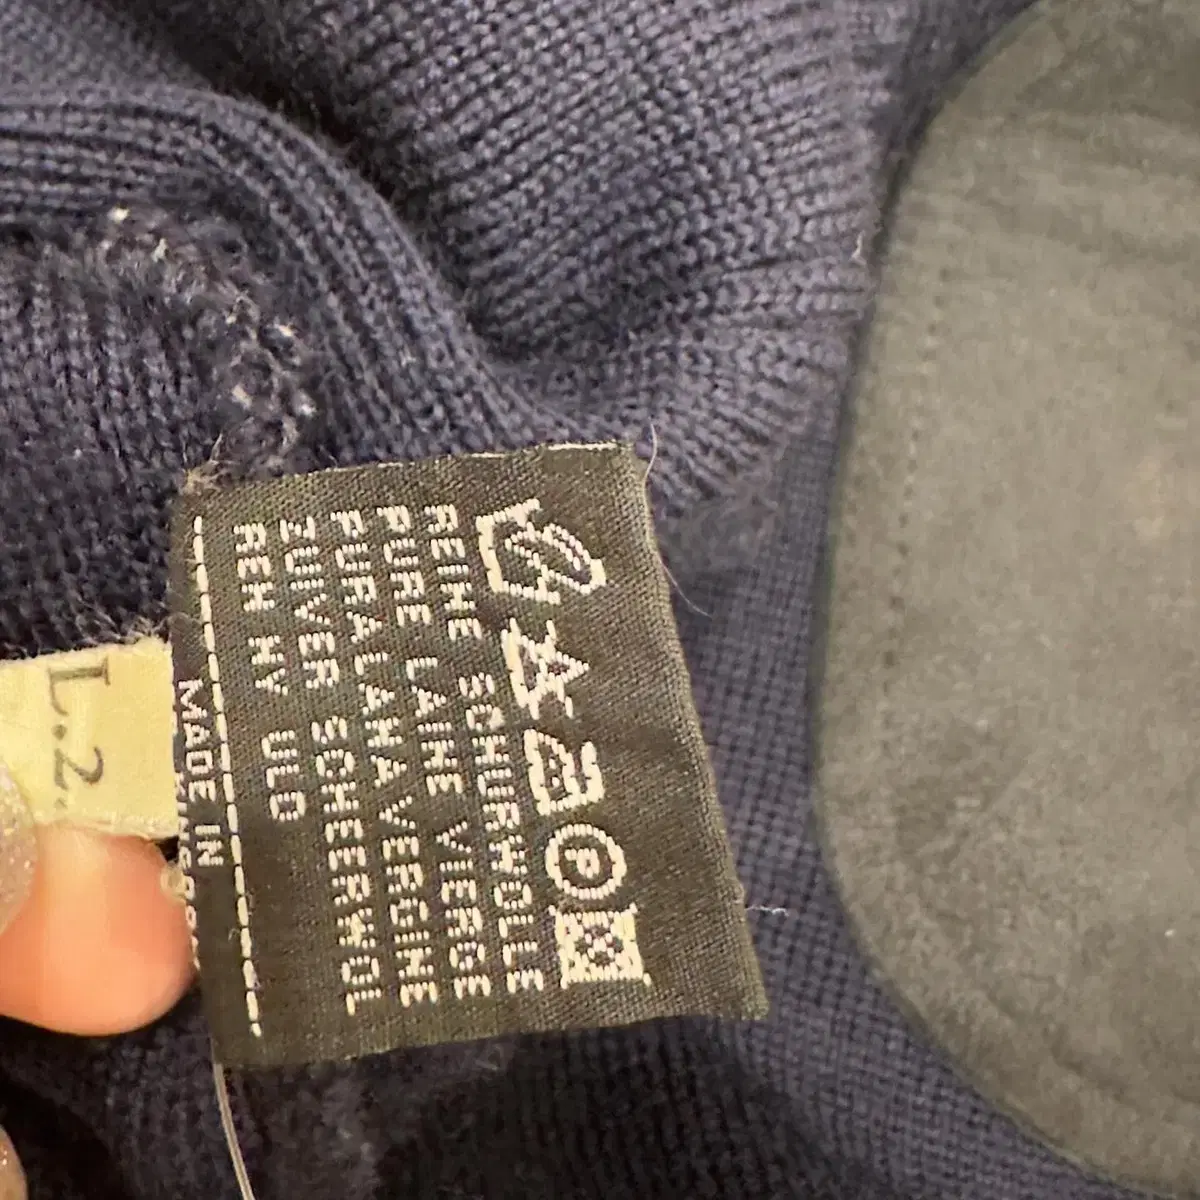 REINE SCHURWOLLE
PURE LAINE VIERGE
PURA LANA VERGINE
ZUIVER SCHEERWOL
REN NY ULD
MADE IN
L.2
P